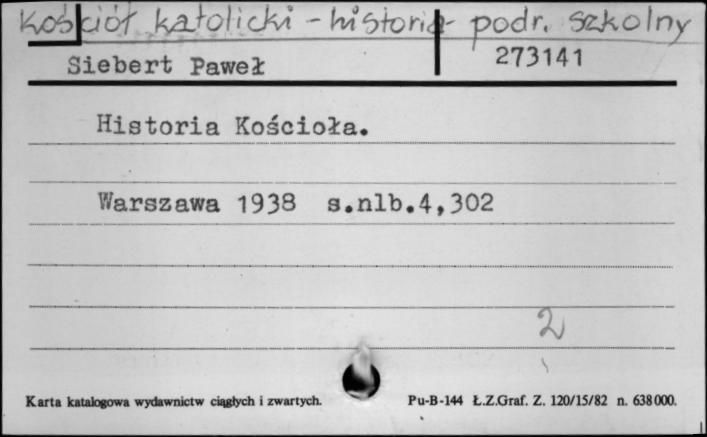 Kościół katolicki - historia - podr. szkolny
Siebert Paweł 273141
Historia Kościoła.
Warszawa 1938 s.nlb.4,302
2
Karta katalogowa wydawnictw ciągłych i zwartych. Pu-B-144 Ł.Z.Graf. Z. 120/15/82 n. 638000.